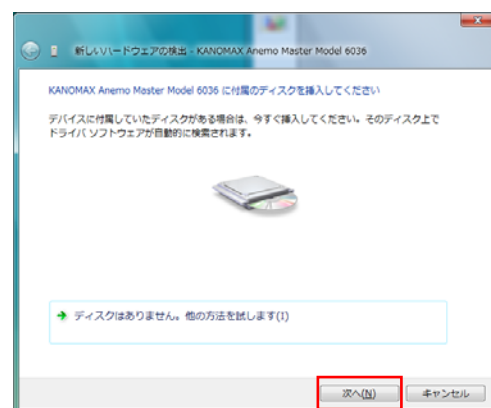 新しいハードウェアの検出 - KANOMAX Anemo Master Model 6036
KANOMAX Anemo Master Model 6036 に付属のディスクを挿入してください
デバイスに付属していたディスクがある場合は、今すぐ挿入してください。そのディスク上で
ドライバ ソフトウェアが自動的に検索されます。
ディスクはありません。他の方法を試します(I)
次へ(N)
キャンセル